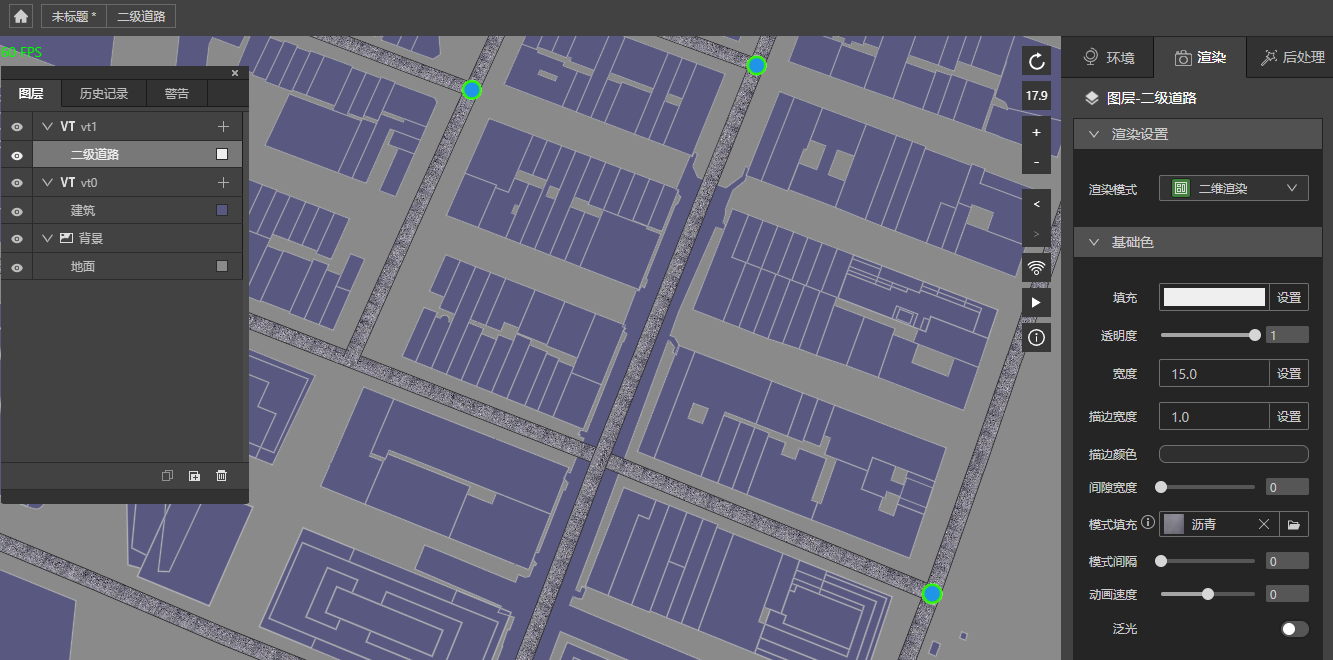 未标题 *
二级道路
60 FPS
图层
历史记录
警告
VT vt1
二级道路
VT vt0
建筑
背景
地面
17.9
+
-
<
>
环境
渲染
后处理
图层-二级道路
渲染设置
渲染模式
二维渲染
基础色
填充
设置
透明度
1
宽度
15.0
设置
描边宽度
1.0
设置
描边颜色
间隙宽度
0
模式填充
沥青
模式间隔
0
动画速度
0
泛光